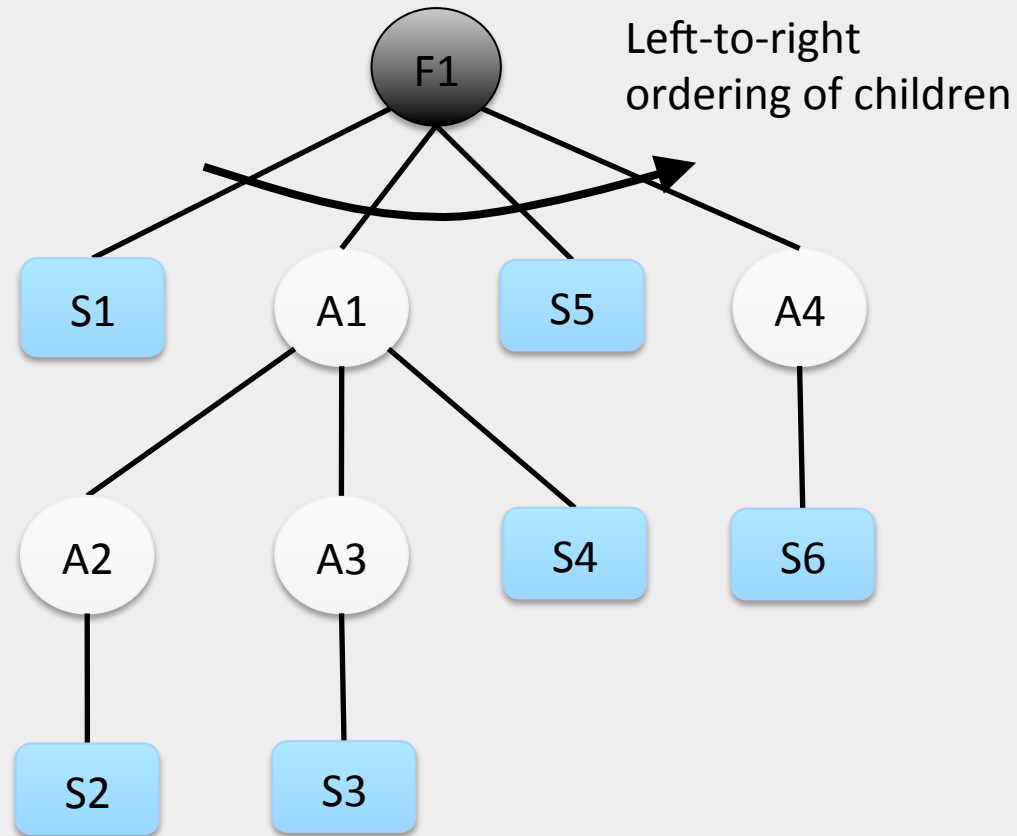 F1
Left-to-right
ordering of children
S1
A1
S5
A4
A2
A3
S4
S6
S2
S3